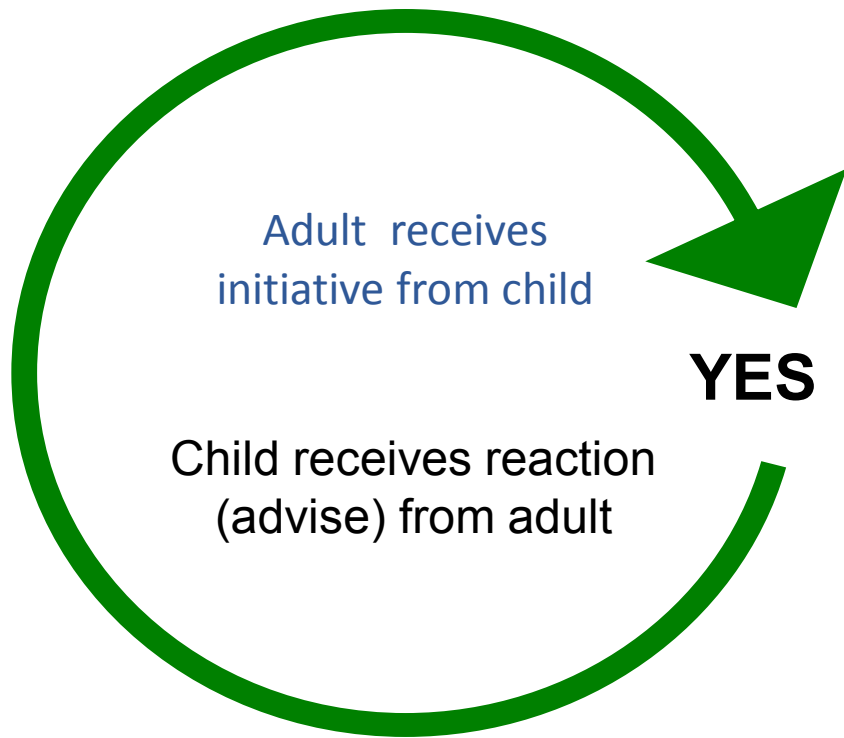 Adult  receives
initiative from child
YES
Child receives reaction
(advise) from adult